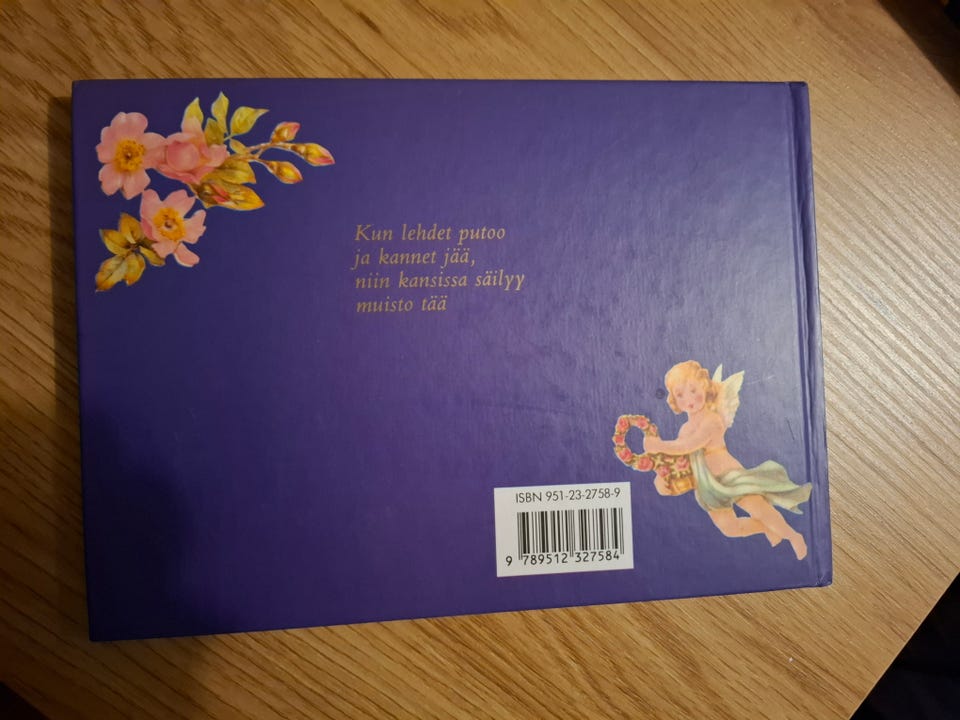 Kun lehdet putoo
ja kannet jää,
niin kansissa säilyy
muisto tää
ISBN 951-23-2758-9
9 789512 327584